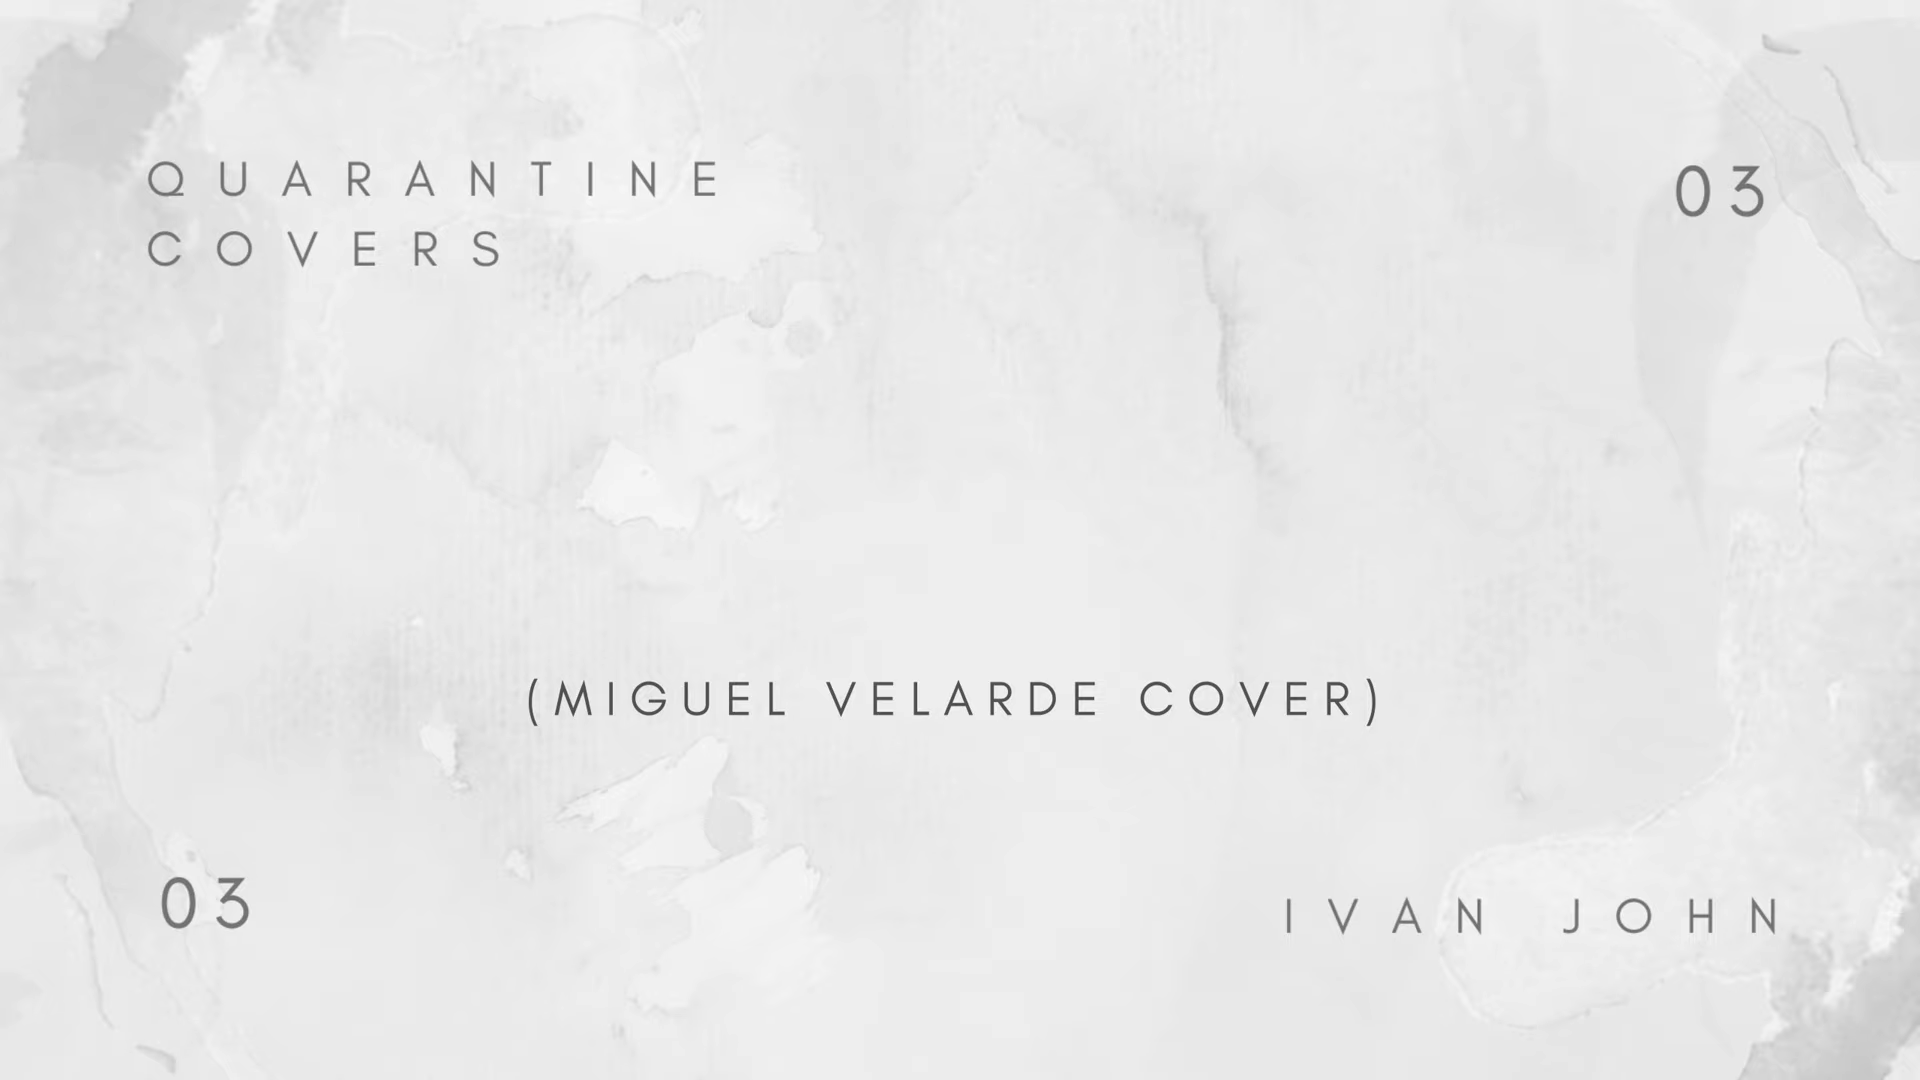 QUARANTINE
COVERS
03
(MIGUEL VELARDE COVER)
03
IVAN JOHN